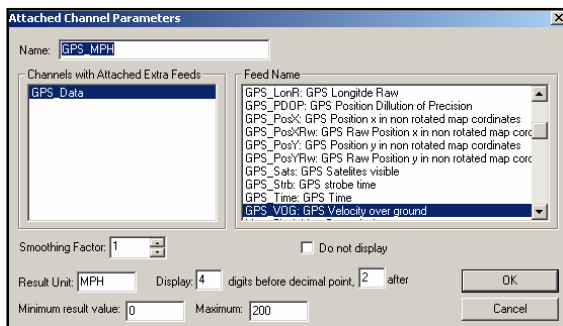 Attached Channel Parameters
Name: GPS_MPH
Channels with Attached Extra Feeds
GPS_Data
Feed Name
GPS_LonR: GPS Longitde Raw
GPS_PDOP: GPS Position Dillution of Precision
GPS_PosX: GPS Position x in non rotated map cordinates
GPS_PosXRw: GPS Raw Position x in non rotated map cord
GPS_PosY: GPS Position y in non rotated map cordinates
GPS_PosYRw: GPS Raw Position y in non rotated map cord
GPS_Sats: GPS Satelites visible
GPS_Strb: GPS strobe time
GPS_Time: GPS Time
GPS_VOG: GPS Velocity over ground
Smoothing Factor: 1
Do not display
Result Unit: MPH Display: 4 digits before decimal point, 2 after
OK
Minimum result value: 0 Maximum: 200
Cancel